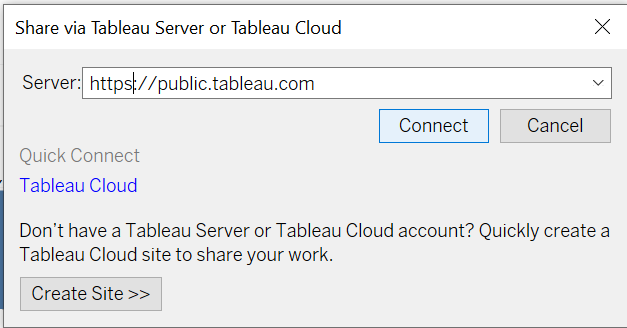 Share via Tableau Server or Tableau Cloud
Server: https://public.tableau.com
Connect Cancel
Quick Connect
Tableau Cloud
Don't have a Tableau Server or Tableau Cloud account? Quickly create a
Tableau Cloud site to share your work.
Create Site >>